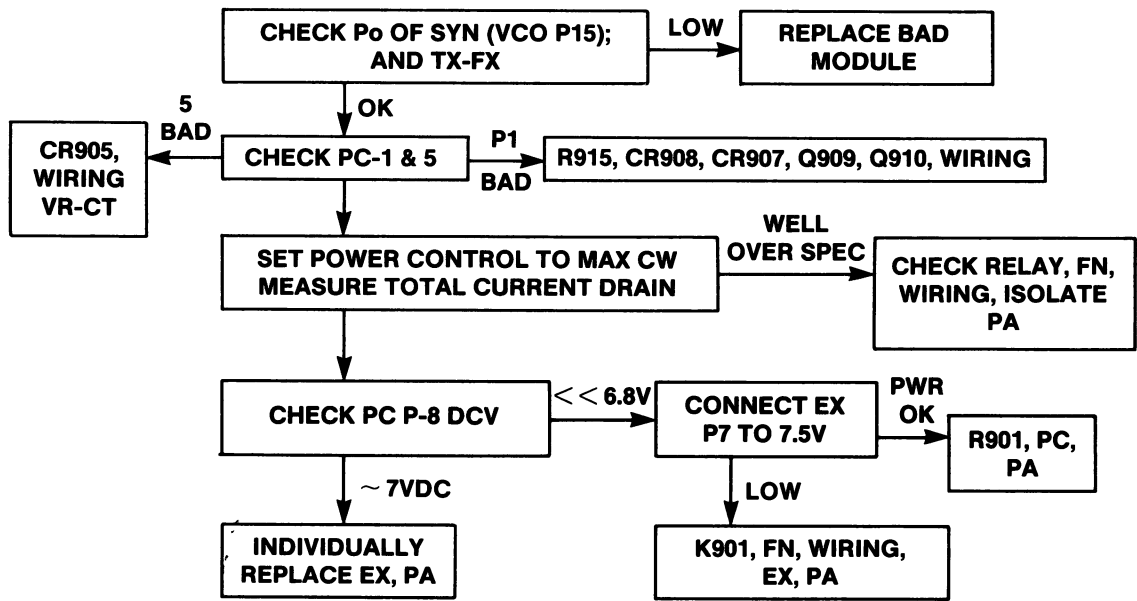 CHECK Po OF SYN (VCO P15);
AND TX-FX
LOW
REPLACE BAD
MODULE
OK
5
BAD
CR905,
WIRING
VR-CT
CHECK PC-1 & 5
P1
BAD
R915, CR908, CR907, Q909, Q910, WIRING
SET POWER CONTROL TO MAX CW
MEASURE TOTAL CURRENT DRAIN
WELL
OVER SPEC
CHECK RELAY, FN,
WIRING, ISOLATE
PA
CHECK PC P-8 DCV
<< 6.8V
CONNECT EX
P7 TO 7.5V
PWR
OK
R901, PC,
PA
~ 7VDC
LOW
INDIVIDUALLY
REPLACE EX, PA
K901, FN, WIRING,
EX, PA